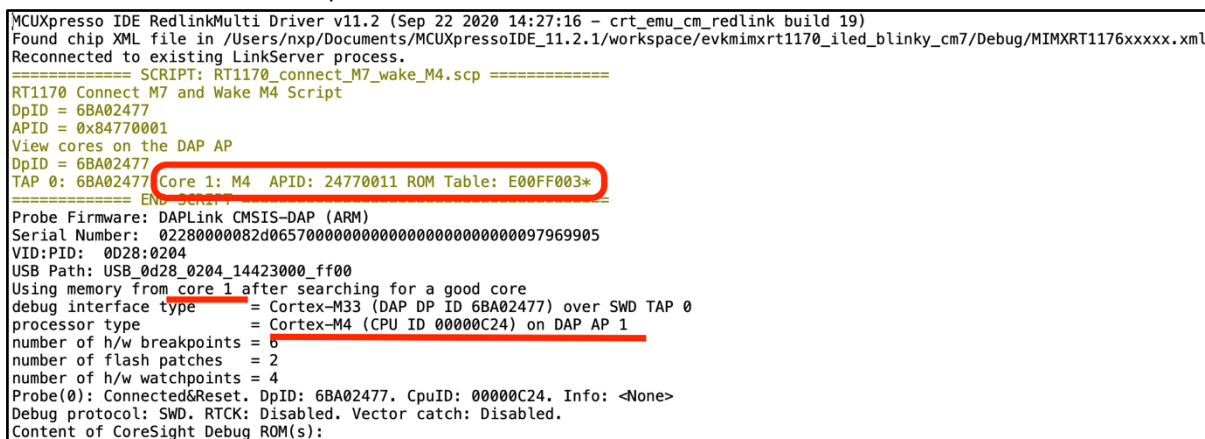 MCUXpresso IDE RedlinkMulti Driver v11.2 (Sep 22 2020 14:27:16 - crt_emu_cm_redlink build 19)
Found chip XML file in /Users/nxp/Documents/MCUXpressoIDE_11.2.1/workspace/evkmimxrt1170_iled_blinky_cm7/Debug/MIMXRT1176xxxxx.xml
Reconnected to existing LinkServer process.
============= SCRIPT: RT1170_connect_M7_wake_M4.scp =============
RT1170 Connect M7 and Wake M4 Script
DpID = 6BA02477
APID = 0x84770001
View cores on the DAP AP
DpID = 6BA02477
TAP 0: 6BA02477 Core 1: M4  APID: 24770011 ROM Table: E00FF003*
============= END SCRIPT =============
Probe Firmware: DAPLink CMSIS-DAP (ARM)
Serial Number:  02280000082d06570000000000000000000000097969905
VID:PID:  0D28:0204
USB Path: USB_0d28_0204_14423000_ff00
Using memory from core 1 after searching for a good core
debug interface type     = Cortex-M33 (DAP DP ID 6BA02477) over SWD TAP 0
processor type           = Cortex-M4 (CPU ID 00000C24) on DAP AP 1
number of h/w breakpoints = 6
number of flash patches   = 2
number of h/w watchpoints = 4
Probe(0): Connected&Reset. DpID: 6BA02477. CpuID: 00000C24. Info: <None>
Debug protocol: SWD. RTCK: Disabled. Vector catch: Disabled.
Content of CoreSight Debug ROM(s):